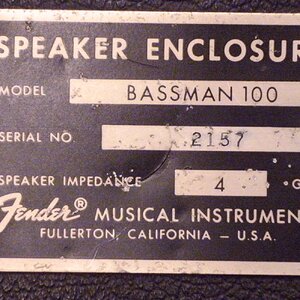 SPEAKER ENCLOSUR
MODEL BASSMAN 100
SERIAL NO. 2157
SPEAKER IMPEDANCE 4
Fender® MUSICAL INSTRUMEN
FULLERTON, CALIFORNIA – U.S.A.